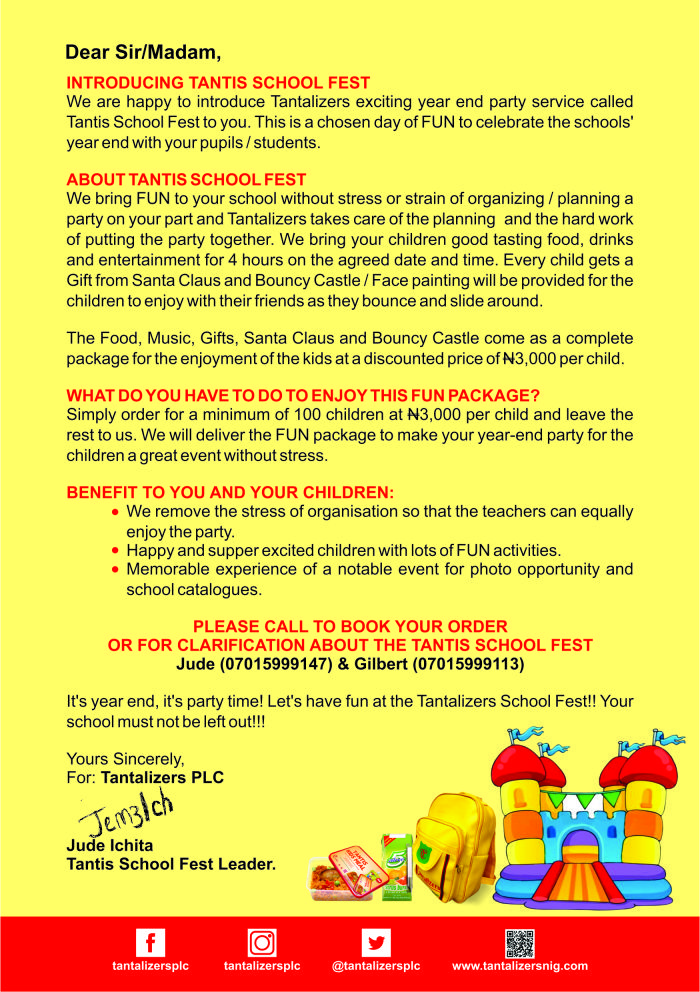 Dear Sir/Madam,
INTRODUCING TANTIS SCHOOL FEST
We are happy to introduce Tantalizers exciting year end party service called
Tantis School Fest to you. This is a chosen day of FUN to celebrate the schools'
year end with your pupils / students.
ABOUT TANTIS SCHOOL FEST
We bring FUN to your school without stress or strain of organizing / planning a
party on your part and Tantalizers takes care of the planning and the hard work
of putting the party together. We bring your children good tasting food, drinks
and entertainment for 4 hours on the agreed date and time. Every child gets a
Gift from Santa Claus and Bouncy Castle / Face painting will be provided for the
children to enjoy with their friends as they bounce and slide around.
The Food, Music, Gifts, Santa Claus and Bouncy Castle come as a complete
package for the enjoyment of the kids at a discounted price of ₦3,000 per child.
WHAT DO YOU HAVE TO DO TO ENJOY THIS FUN PACKAGE?
Simply order for a minimum of 100 children at ₦3,000 per child and leave the
rest to us. We will deliver the FUN package to make your year-end party for the
children a great event without stress.
BENEFIT TO YOU AND YOUR CHILDREN:
• We remove the stress of organisation so that the teachers can equally
enjoy the party.
• Happy and supper excited children with lots of FUN activities.
• Memorable experience of a notable event for photo opportunity and
school catalogues.
PLEASE CALL TO BOOK YOUR ORDER
OR FOR CLARIFICATION ABOUT THE TANTIS SCHOOL FEST
Jude (07015999147) & Gilbert (07015999113)
It's year end, it's party time! Let's have fun at the Tantalizers School Fest!! Your
school must not be left out!!!
Yours Sincerely,
For: Tantalizers PLC
Jude Ichita
Tantis School Fest Leader.
tantalizersplc
tantalizersplc
@tantalizersplc
www.tantalizersnig.com